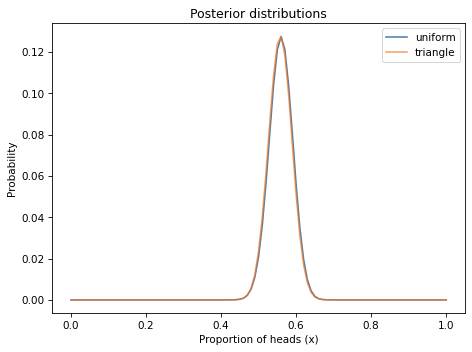 Posterior distributions
uniform
triangle
Probability
0.12
0.10
0.08
0.06
0.04
0.02
0.00
0.0 0.2 0.4 0.6 0.8 1.0
Proportion of heads (x)